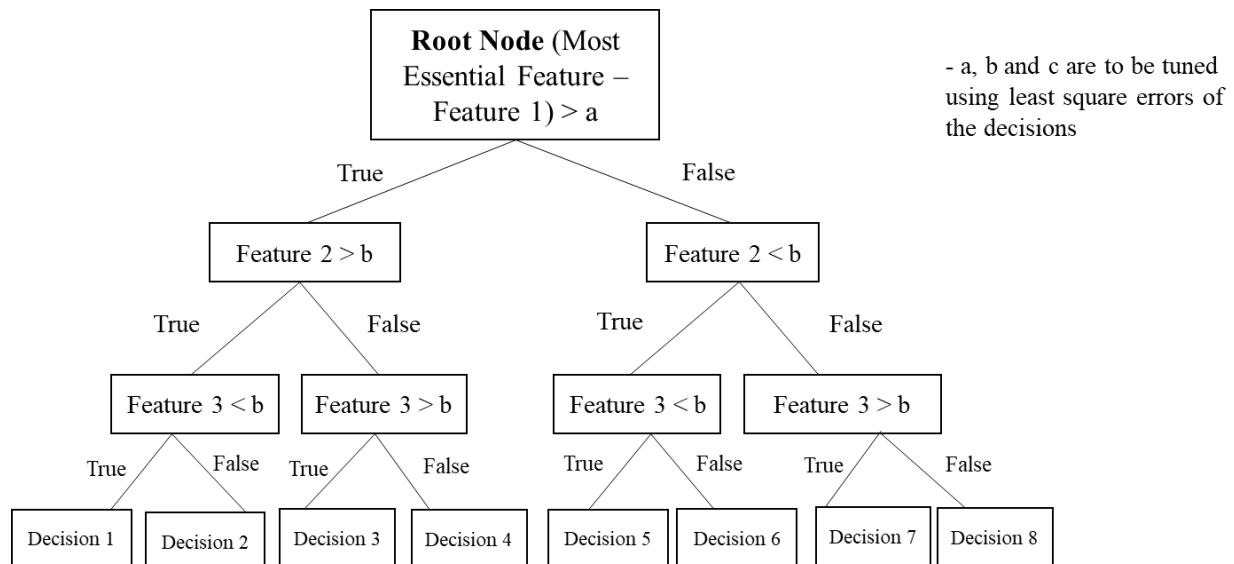 Root Node (Most
Essential Feature –
Feature 1) > a
- a, b and c are to be tuned
using least square errors of
the decisions
True
False
Feature 2 > b
Feature 2 < b
True
False
True
False
Feature 3 < b
Feature 3 > b
Feature 3 < b
Feature 3 > b
True
False
True
False
True
False
True
False
Decision 1
Decision 2
Decision 3
Decision 4
Decision 5
Decision 6
Decision 7
Decision 8